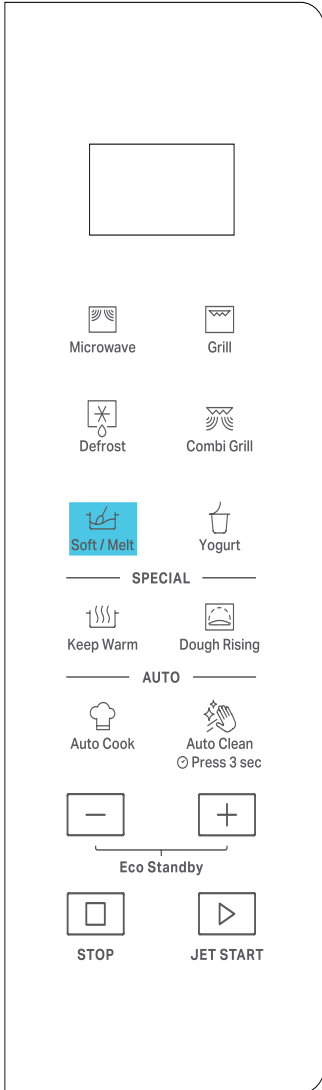 Microwave
Grill
Defrost
Combi Grill
Soft / Melt
Yogurt
SPECIAL
Keep Warm
Dough Rising
AUTO
Auto Cook
Auto Clean
Press 3 sec
Eco Standby
STOP
JET START